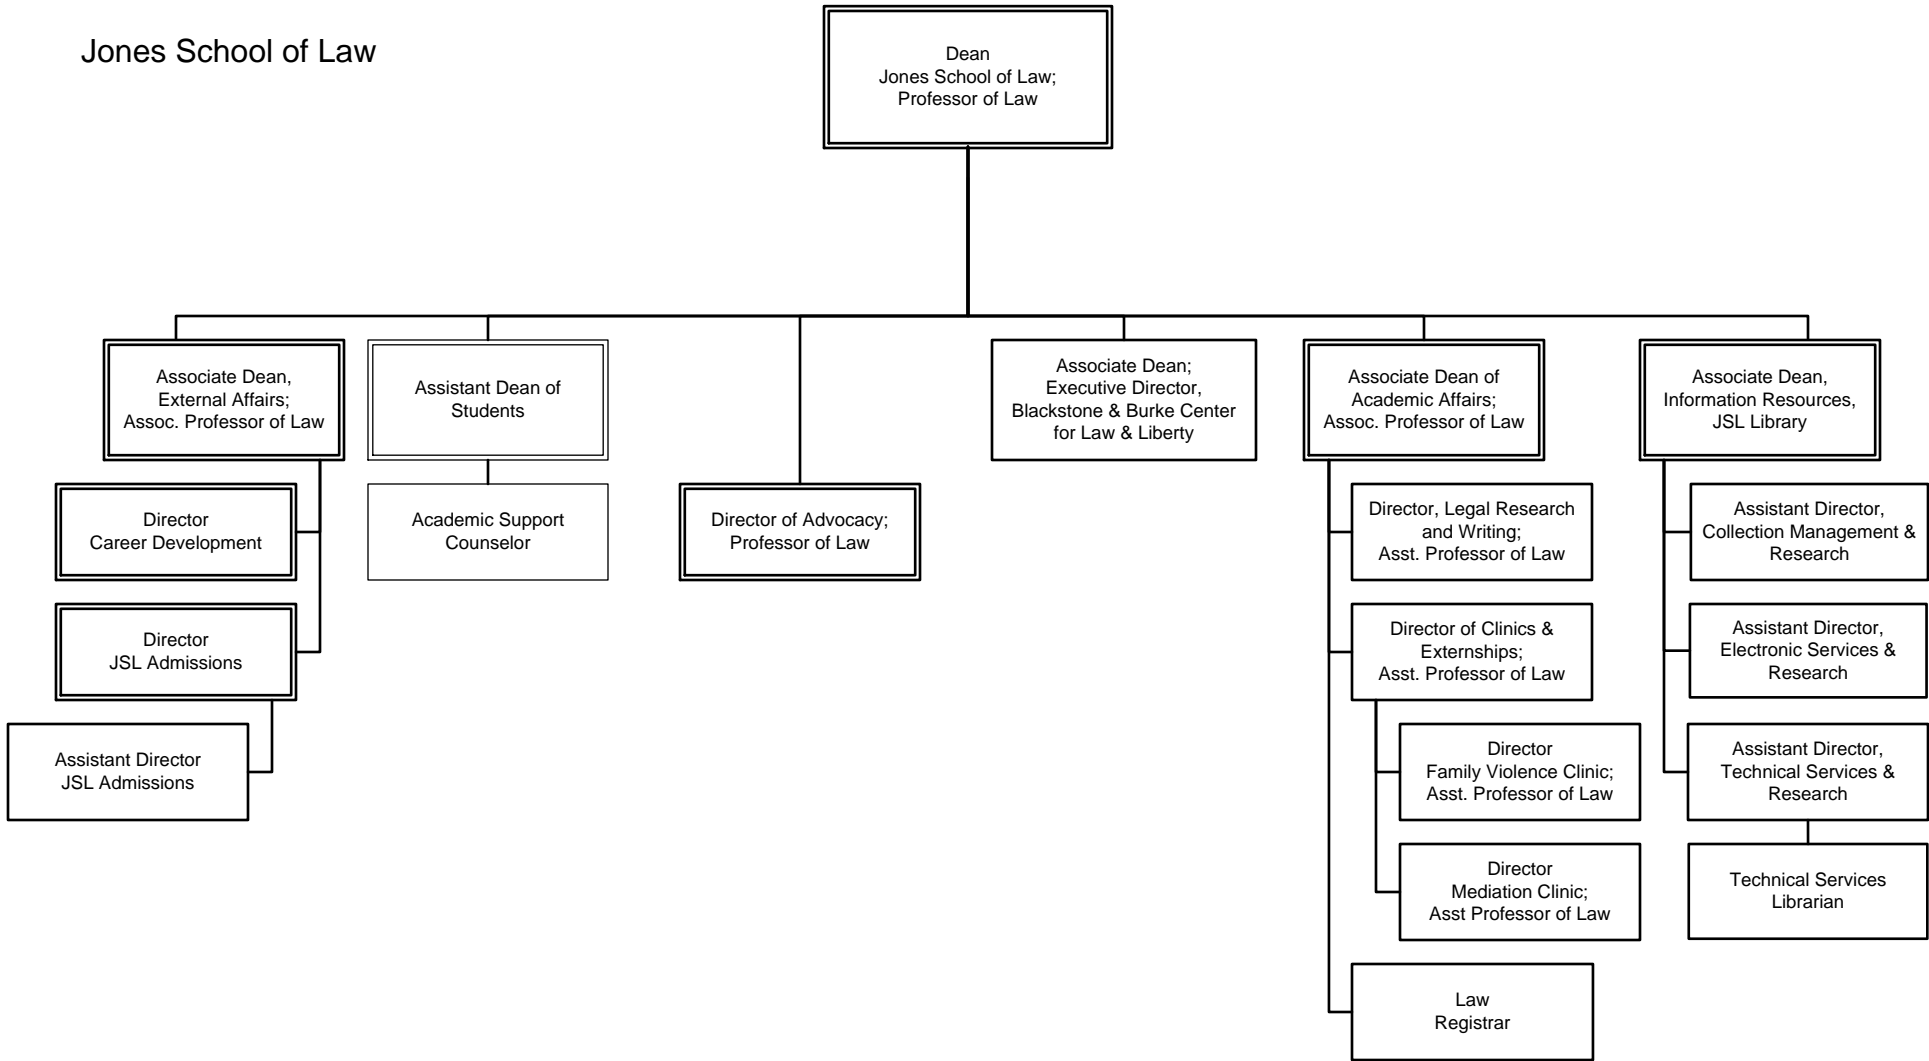 Jones School of Law
Dean
Jones School of Law;
Professor of Law
Associate Dean,
External Affairs;
Assoc. Professor of Law
Assistant Dean of
Students
Associate Dean;
Executive Director,
Blackstone & Burke Center
for Law & Liberty
Associate Dean of
Academic Affairs;
Assoc. Professor of Law
Associate Dean,
Information Resources,
JSL Library
Director
Career Development
Academic Support
Counselor
Director of Advocacy;
Professor of Law
Director, Legal Research
and Writing;
Asst. Professor of Law
Assistant Director,
Collection Management &
Research
Director
JSL Admissions
Director of Clinics &
Externships;
Asst. Professor of Law
Assistant Director,
Electronic Services &
Research
Assistant Director
JSL Admissions
Director
Family Violence Clinic;
Asst. Professor of Law
Assistant Director,
Technical Services &
Research
Director
Mediation Clinic;
Asst Professor of Law
Technical Services
Librarian
Law
Registrar